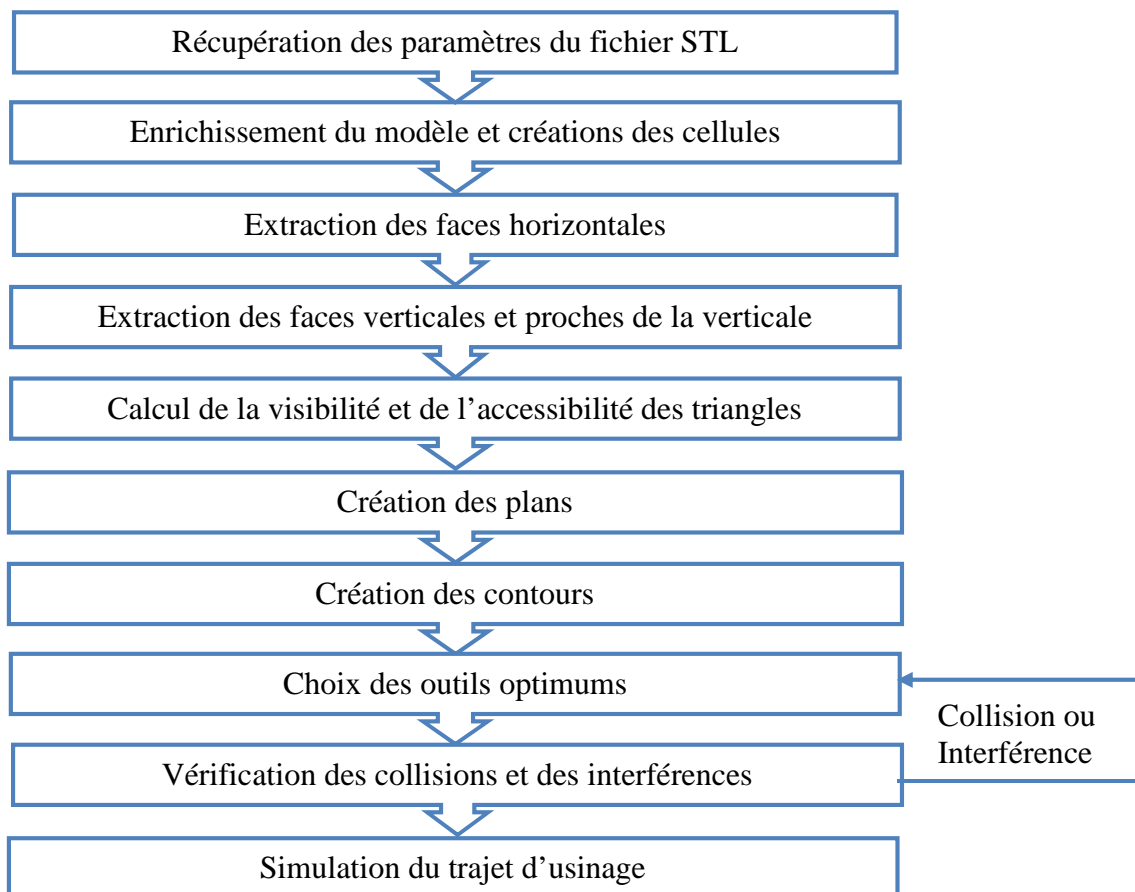 Récupération des paramètres du fichier STL
Enrichissement du modèle et créations des cellules
Extraction des faces horizontales
Extraction des faces verticales et proches de la verticale
Calcul de la visibilité et de l’accessibilité des triangles
Création des plans
Création des contours
Choix des outils optimums
Collision ou
Interférence
Vérification des collisions et des interférences
Simulation du trajet d’usinage